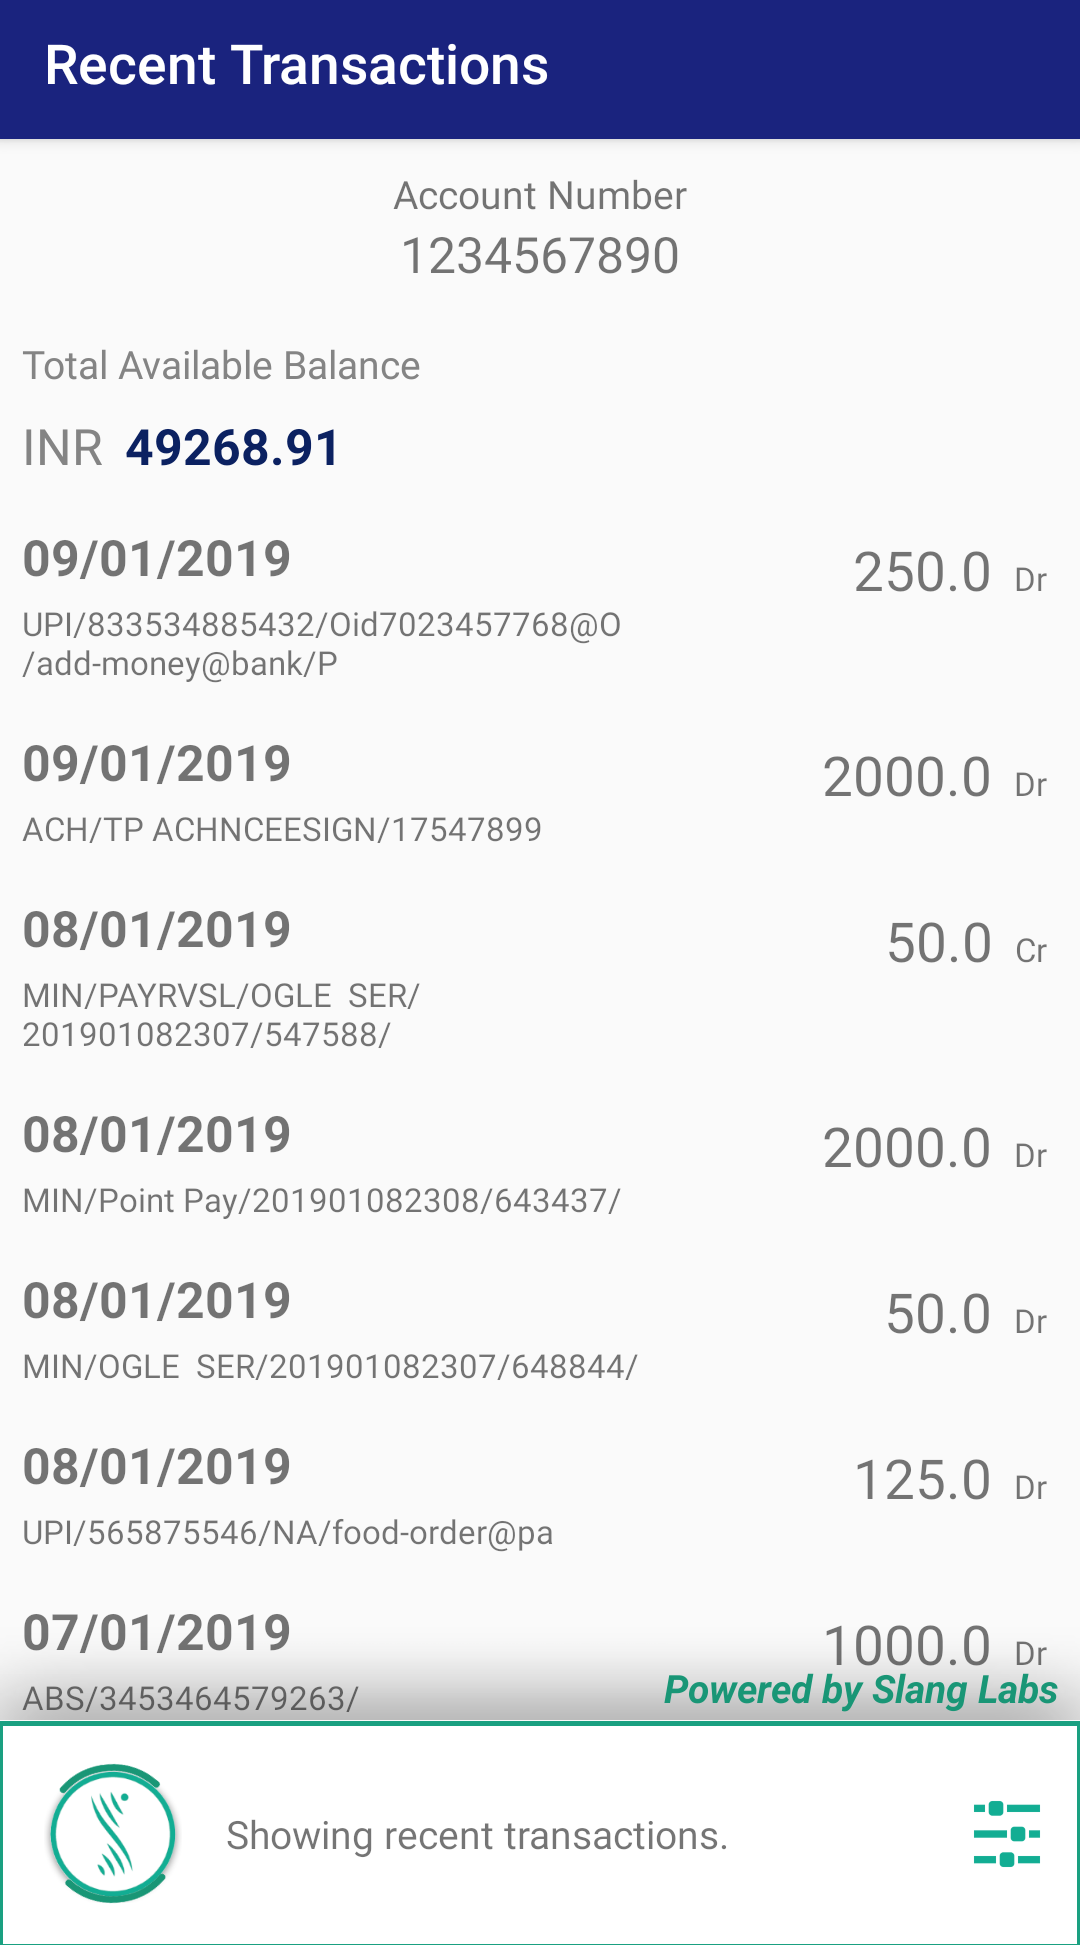 Recent Transactions
Account Number
1234567890
Total Available Balance
INR 49268.91
09/01/2019
250.0 Dr
UPI/833534885432/Oid7023457768@O
/add-money@bank/P
09/01/2019
2000.0 Dr
ACH/TP ACHNCEESIGN/17547899
08/01/2019
50.0 Cr
MIN/PAYRVSL/OGLE  SER/
201901082307/547588/
08/01/2019
2000.0 Dr
MIN/Point Pay/201901082308/643437/
08/01/2019
50.0 Dr
MIN/OGLE  SER/201901082307/648844/
08/01/2019
125.0 Dr
UPI/565875546/NA/food-order@pa
07/01/2019
1000.0 Dr
ABS/3453464579263/
Powered by Slang Labs
Showing recent transactions.